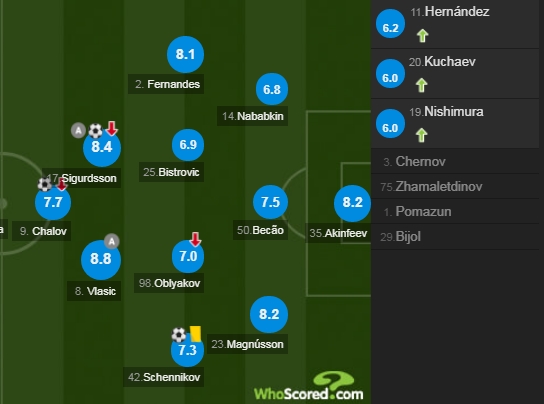 8.1
2. Fernandes
6.8
14.Nababkin
A
8.4
47.Sigurdsson
6.9
25.Bistrovic
7.7
9. Chalov
7.5
50.Becão
8.2
35.Akinfeev
A
8.8
8. Vlasic
7.0
98.Oblyakov
8.2
23.Magnússon
7.3
42.Schennikov
WhoScored.com
11.Hernández
6.2
20.Kuchaev
6.0
19.Nishimura
6.0
3. Chernov
75.Zhamaletdinov
1. Pomazun
29.Bijol